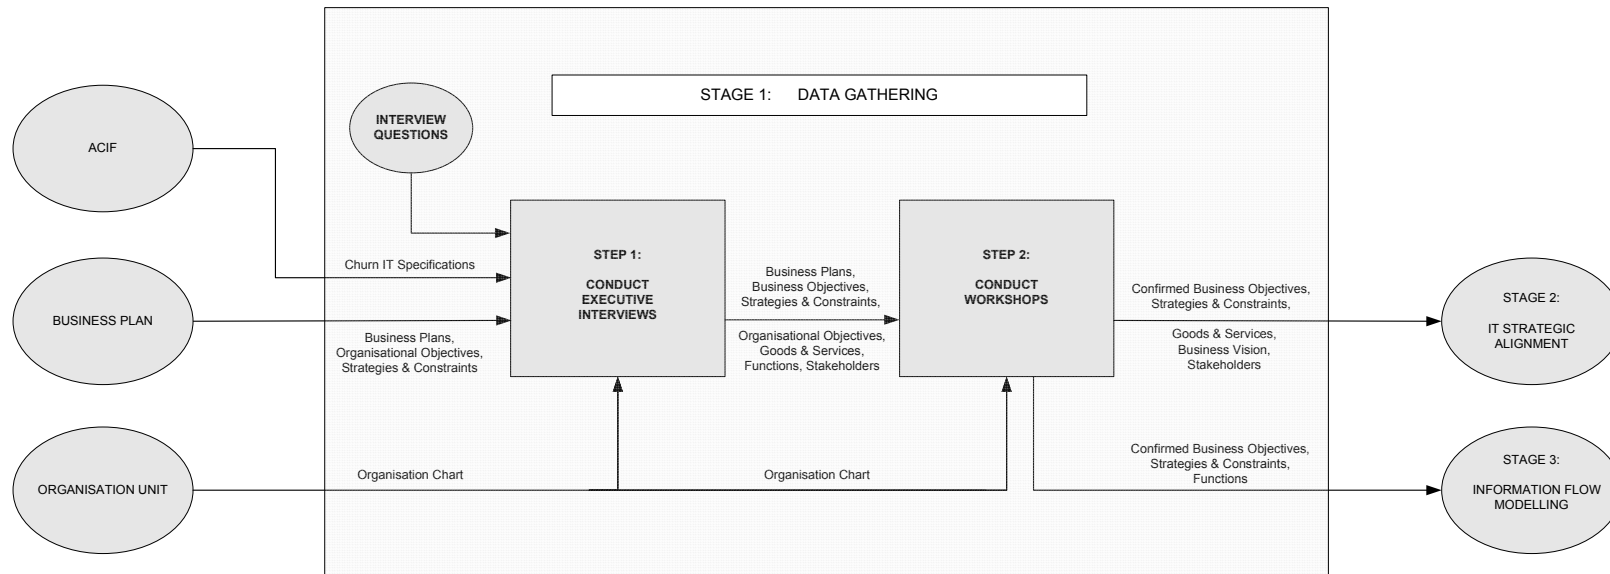 STAGE 1: DATA GATHERING
INTERVIEW
QUESTIONS
ACIF
Churn IT Specifications
BUSINESS PLAN
Business Plans,
Organisational Objectives,
Strategies & Constraints
ORGANISATION UNIT
Organisation Chart
STEP 1:
CONDUCT
EXECUTIVE
INTERVIEWS
Business Plans,
Business Objectives,
Strategies & Constraints,
Organisational Objectives,
Goods & Services,
Functions, Stakeholders
Organisation Chart
STEP 2:
CONDUCT
WORKSHOPS
Confirmed Business Objectives,
Strategies & Constraints,
Goods & Services,
Business Vision,
Stakeholders
Confirmed Business Objectives,
Strategies & Constraints,
Functions
STAGE 2:
IT STRATEGIC
ALIGNMENT
STAGE 3:
INFORMATION FLOW
MODELLING